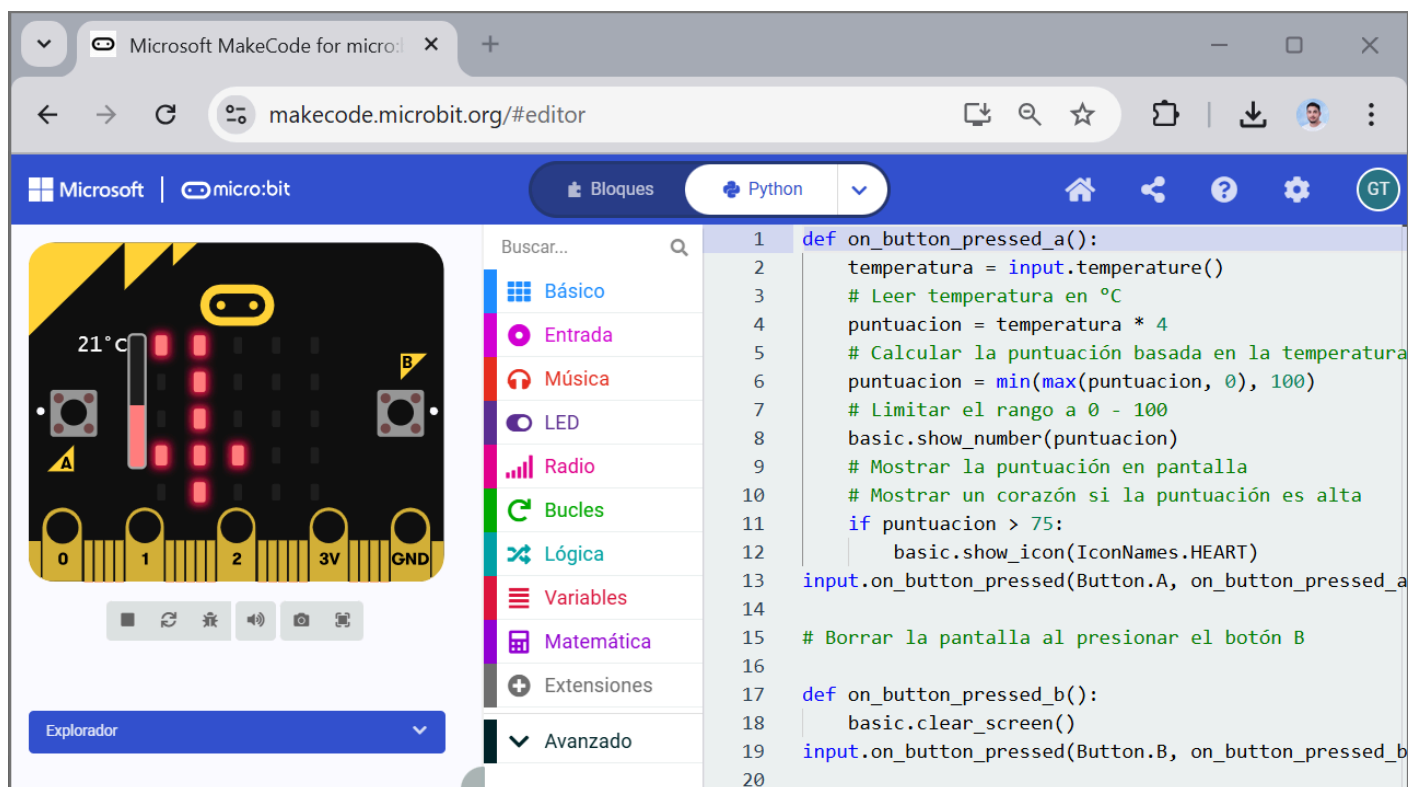 Microsoft MakeCode for micro:
makecode.microbit.org/#editor
Microsoft
micro:bit
Bloques
Python
GT
21°C
B
A
0
1
2
3V
GND
Explorador
Buscar...
Básico
Entrada
Música
LED
Radio
Bucles
Lógica
Variables
Matemática
Extensiones
Avanzado
1 def on_button_pressed_a():
2 temperatura = input.temperature()
3 # Leer temperatura en °C
4 puntuacion = temperatura * 4
5 # Calcular la puntuación basada en la temperatura
6 puntuacion = min(max(puntuacion, 0), 100)
7 # Limitar el rango a 0 - 100
8 basic.show_number(puntuacion)
9 # Mostrar la puntuación en pantalla
10 # Mostrar un corazón si la puntuación es alta
11 if puntuacion > 75:
12 basic.show_icon(IconNames.HEART)
13 input.on_button_pressed(Button.A, on_button_pressed_a
14
15 # Borrar la pantalla al presionar el botón B
16
17 def on_button_pressed_b():
18 basic.clear_screen()
19 input.on_button_pressed(Button.B, on_button_pressed_b
20